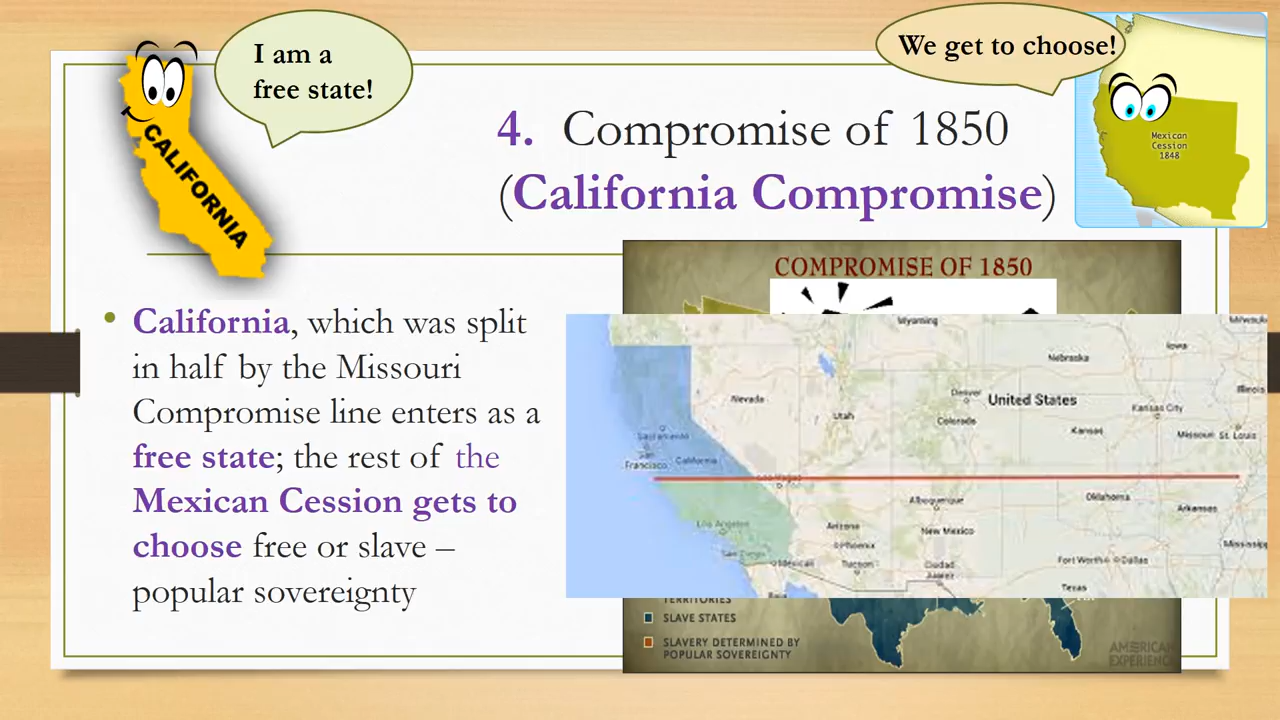 I am a
free state!
We get to choose!
CALIFORNIA
Mexican
Cession
1848
4. Compromise of 1850
(California Compromise)
• California, which was split
in half by the Missouri
Compromise line enters as a
free state; the rest of the
Mexican Cession gets to
choose free or slave –
popular sovereignty
COMPROMISE OF 1850
Wyoming
Iowa
Nebraska
Nevada
Denver
United States
Illinois
Utah
Colorado
Kansas City
Kansas
Missouri St. Louis
Sacramento
San
Francisco
California
Las Vegas
Albuquerque
Oklahoma
Arkansas
Los Angeles
Arizona
New Mexico
San Diego
Phoenix
Mexicali
Tucson
Ciudad
Juarez
Fort Worth Dallas
Mississippi
Texas
TERRITORIES
SLAVE STATES
SLAVERY DETERMINED BY
POPULAR SOVEREIGNTY
AMERICAN
EXPERIENCE